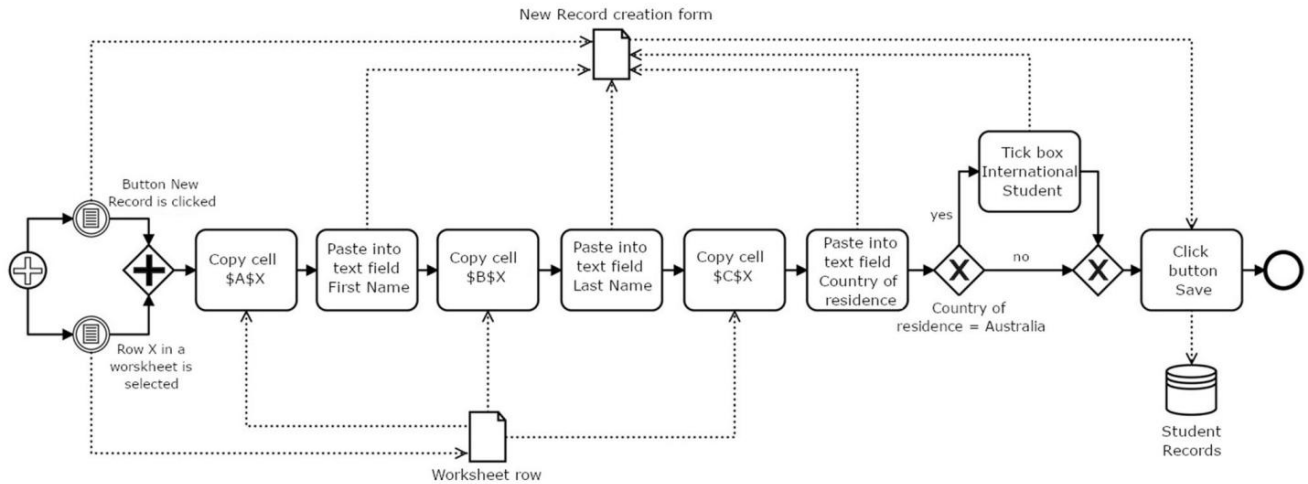 New Record creation form
Button New
Record is clicked
Row X in a
worskheet is
selected
Copy cell
$A$X
Paste into
text field
First Name
Copy cell
$B$X
Paste into
text field
Last Name
Copy cell
$C$X
Paste into
text field
Country of
residence
yes
no
X
Country of
residence = Australia
Tick box
International
Student
X
Click
button
Save
Student
Records
Worksheet row